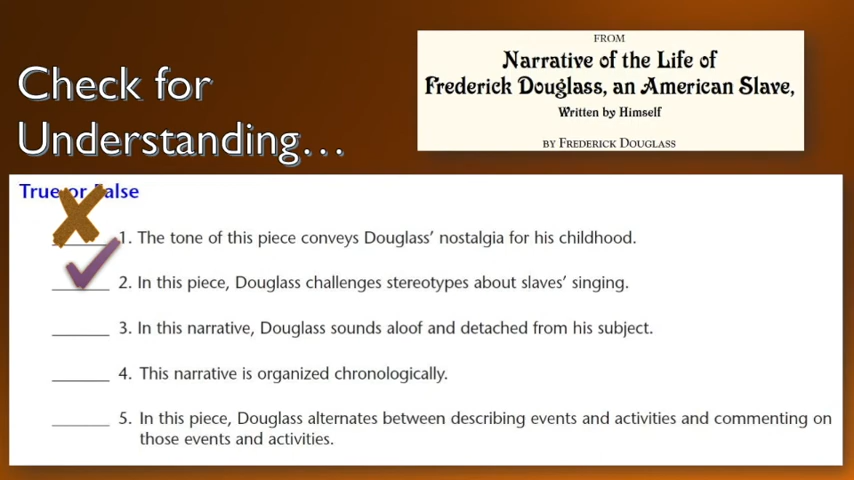 Check for
Understanding...
FROM
Narrative of the Life of
Frederick Douglass, an American Slave,
Written by Himself
BY FREDERICK DOUGLASS
True or False
1. The tone of this piece conveys Douglass’ nostalgia for his childhood.
2. In this piece, Douglass challenges stereotypes about slaves’ singing.
3. In this narrative, Douglass sounds aloof and detached from his subject.
4. This narrative is organized chronologically.
5. In this piece, Douglass alternates between describing events and activities and commenting on
those events and activities.